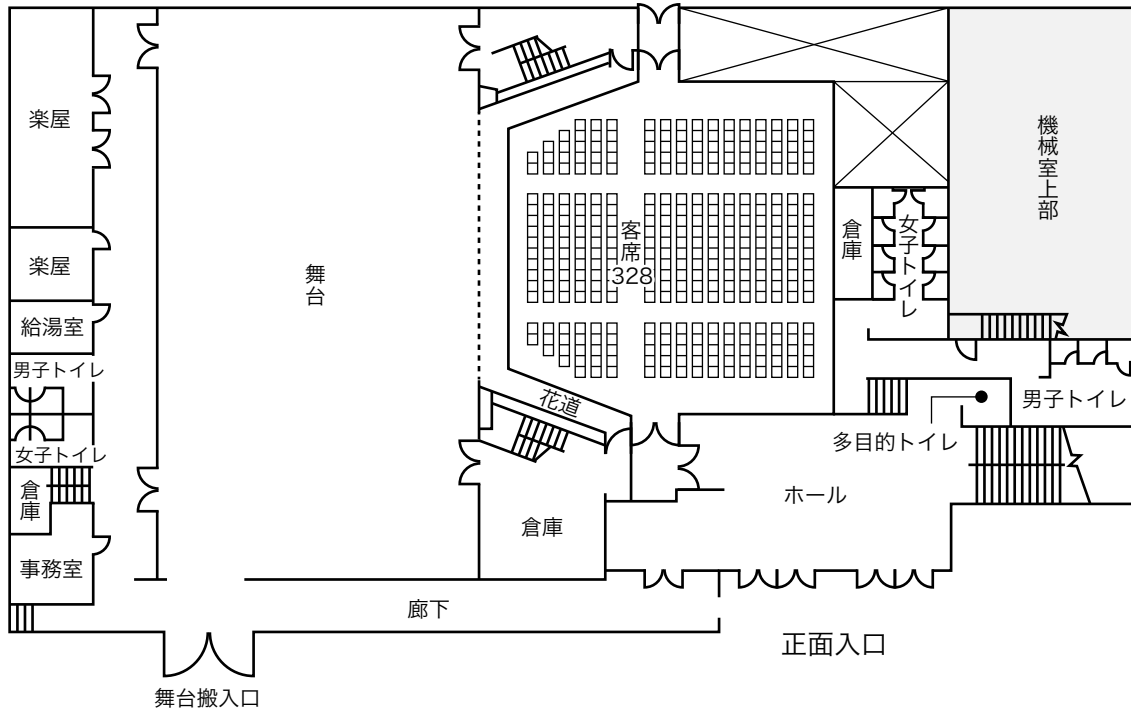 楽屋
楽屋
給湯室
男子トイレ
女子トイレ
倉庫
事務室
舞台
客席
328
花道
倉庫
廊下
舞台搬入口
倉庫
女子トイレ
機械室上部
男子トイレ
多目的トイレ
ホール
正面入口